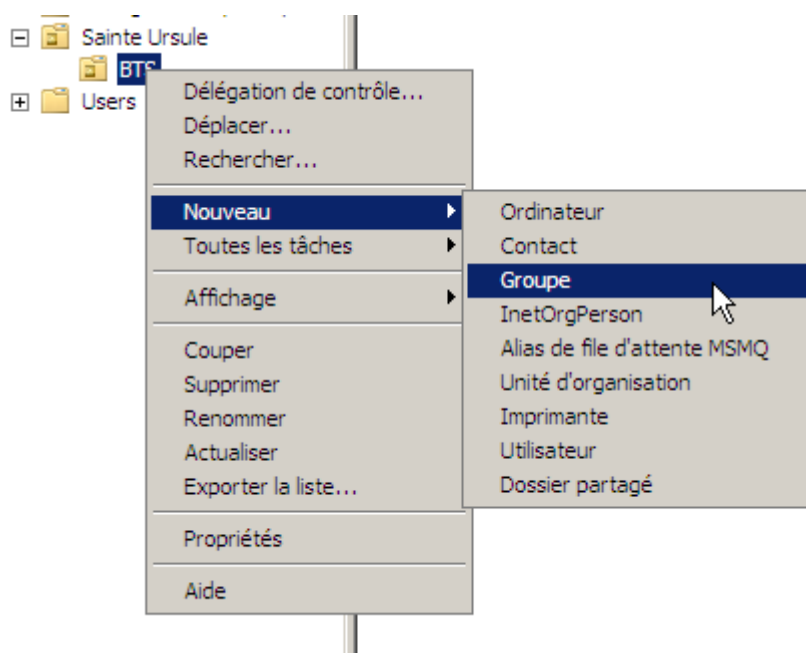 Sainte Ursule
BTS
Users
Délégation de contrôle...
Déplacer...
Rechercher...
Nouveau
Toutes les tâches
Affichage
Couper
Supprimer
Renommer
Actualiser
Exporter la liste...
Propriétés
Aide
Ordinateur
Contact
Groupe
InetOrgPerson
Alias de file d'attente MSMQ
Unité d'organisation
Imprimante
Utilisateur
Dossier partagé